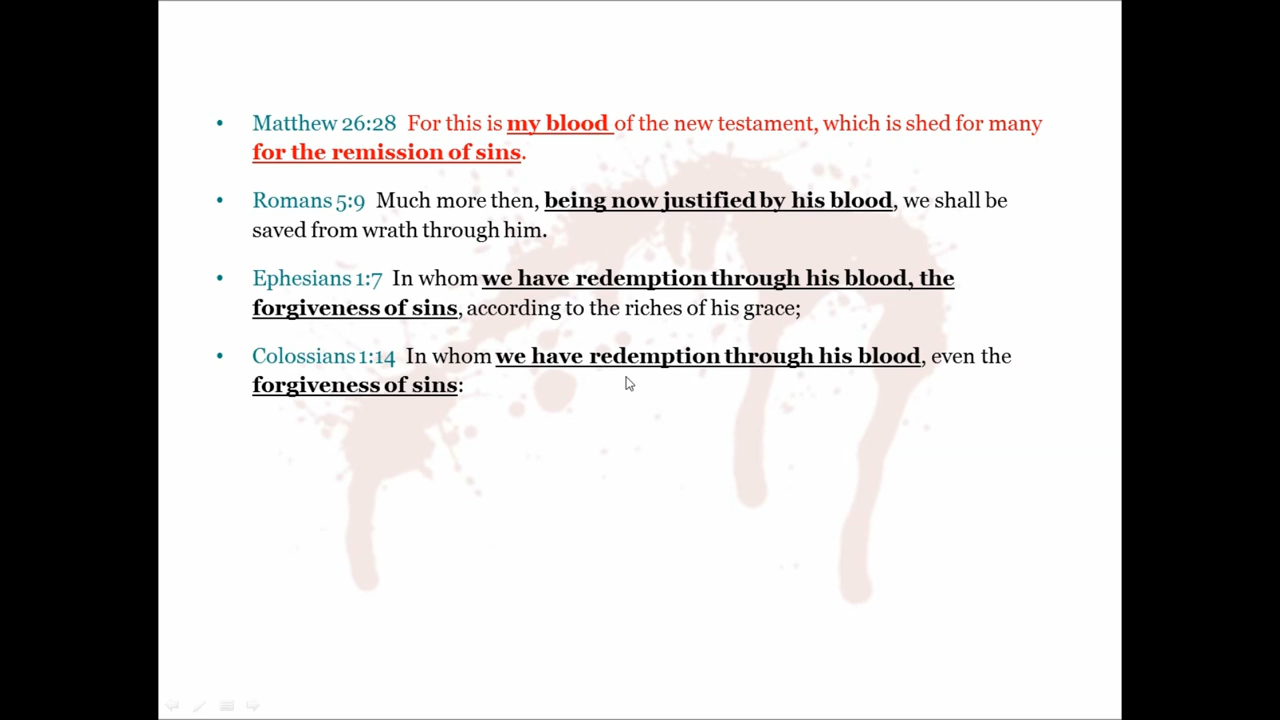 • Matthew 26:28 For this is my blood of the new testament, which is shed for many
for the remission of sins.
• Romans 5:9 Much more then, being now justified by his blood, we shall be
saved from wrath through him.
• Ephesians 1:7 In whom we have redemption through his blood, the
forgiveness of sins, according to the riches of his grace;
• Colossians 1:14 In whom we have redemption through his blood, even the
forgiveness of sins: